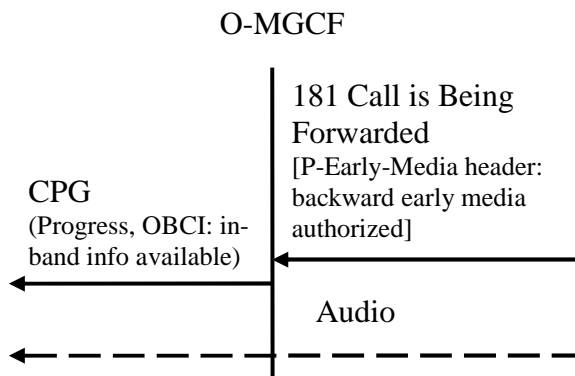 O-MGCF
181 Call is Being
Forwarded
[P-Early-Media header:
backward early media
authorized]
CPG
(Progress, OBCI: in-
band info available)
Audio